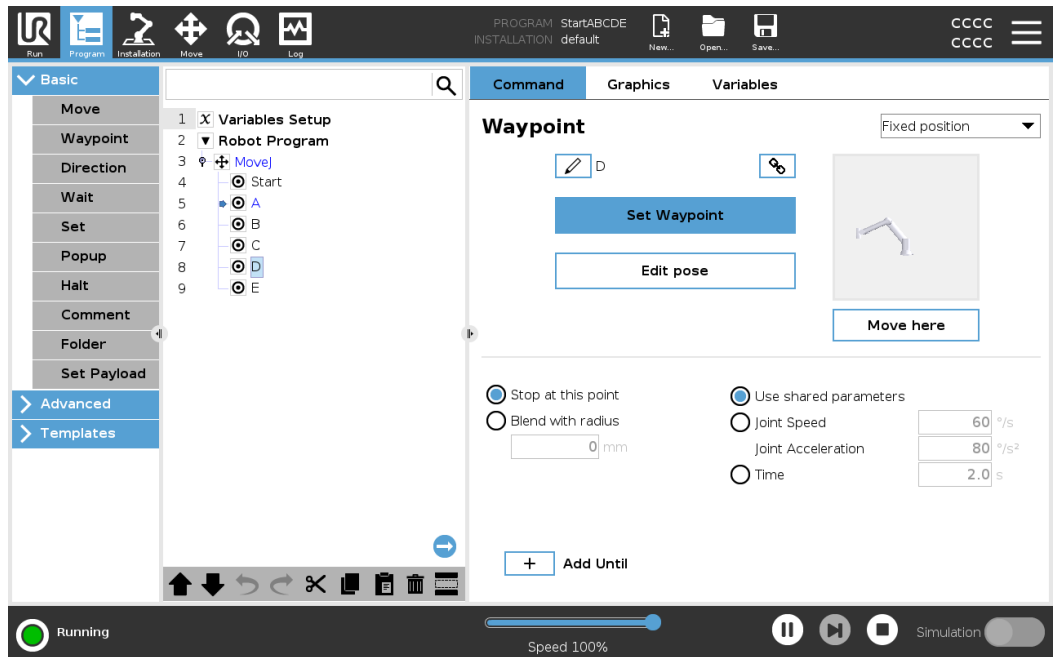 UR
PROGRAM StartABCDE
INSTALLATION default
Run Program Installation Move I/O Log New... Open... Save...
CCCC
CCCC
Basic
Move
Waypoint
Direction
Wait
Set
Popup
Halt
Comment
Folder
Set Payload
Advanced
Templates
1 X Variables Setup
2 Robot Program
3 MoveJ
4 Start
5 A
6 B
7 C
8 D
9 E
Command Graphics Variables
Waypoint
Fixed position
D
Set Waypoint
Edit pose
Move here
Stop at this point
Blend with radius
0 mm
Use shared parameters
Joint Speed 60 °/s
Joint Acceleration 80 °/s²
Time 2.0 s
+ Add Until
Running
Speed 100%
Simulation